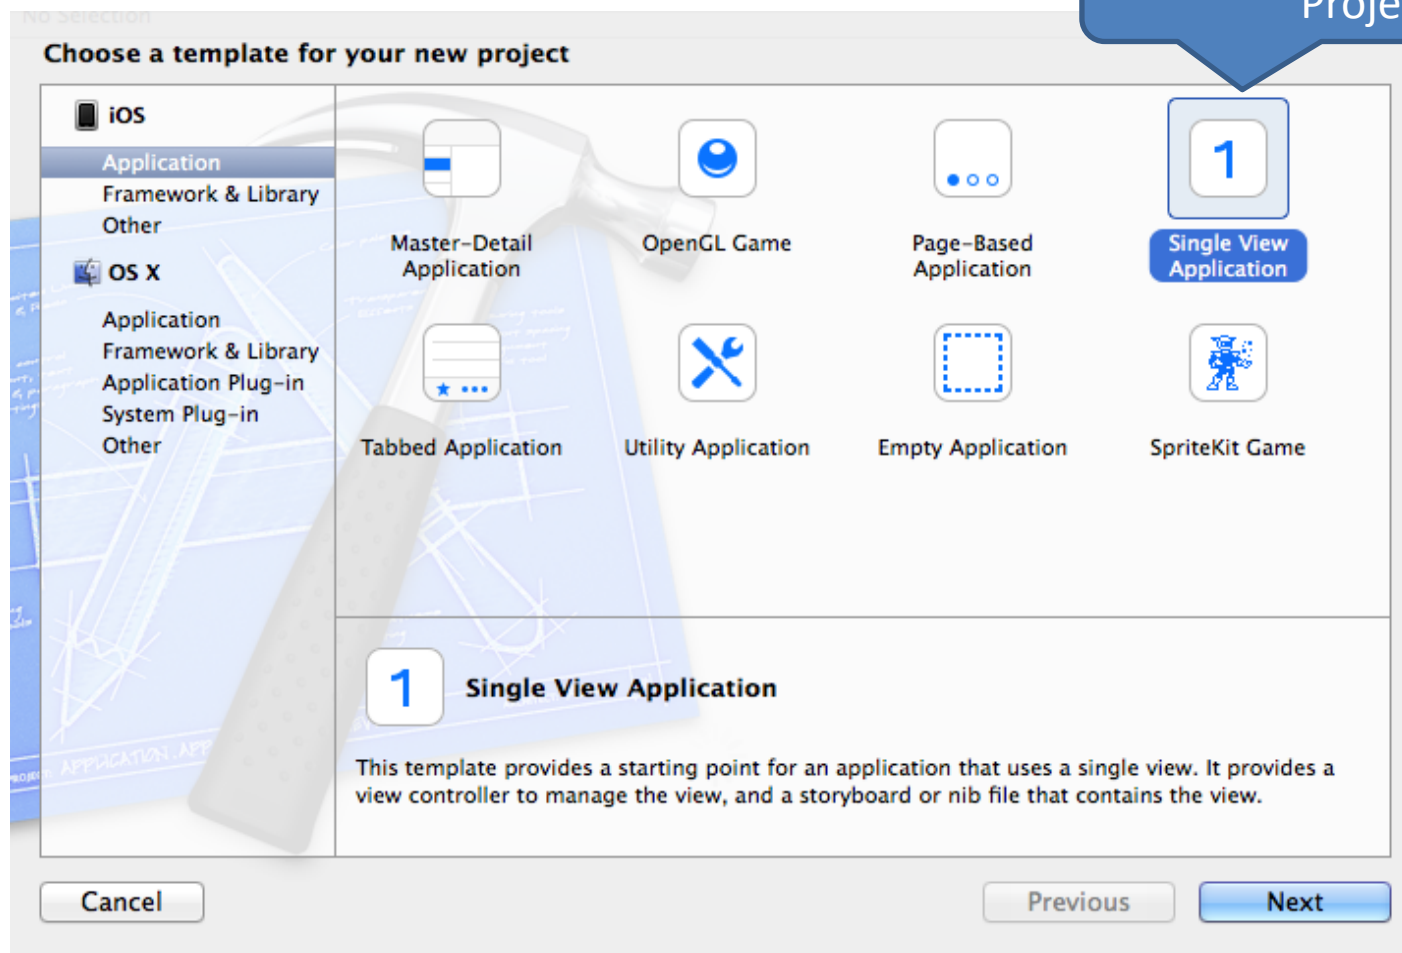 Proje
No Selection
Choose a template for your new project
iOS
Application
Framework & Library
Other
OS X
Application
Framework & Library
Application Plug-in
System Plug-in
Other
Master-Detail
Application
OpenGL Game
Page-Based
Application
1
Single View
Application
Tabbed Application
Utility Application
Empty Application
SpriteKit Game
1
Single View Application
This template provides a starting point for an application that uses a single view. It provides a
view controller to manage the view, and a storyboard or nib file that contains the view.
Cancel
Previous
Next